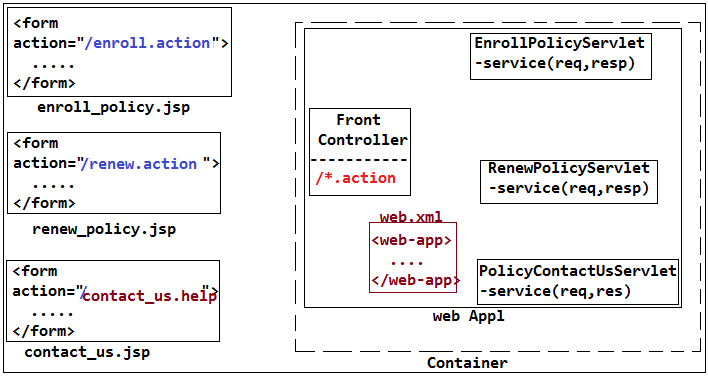 <form
action="/enroll.action">
.....
</form>
enroll_policy.jsp
<form
action="/renew.action ">
.....
</form>
renew_policy.jsp
<form
action="/contact_us.help">
.....
</form>
contact_us.jsp
Front
Controller
-----------
/*.action
web.xml
<web-app>
....
</web-app>
EnrollPolicyServlet
-service(req,resp)
RenewPolicyServlet
-service(req,resp)
PolicyContactUsServlet
-service(req,res)
web Appl
Container